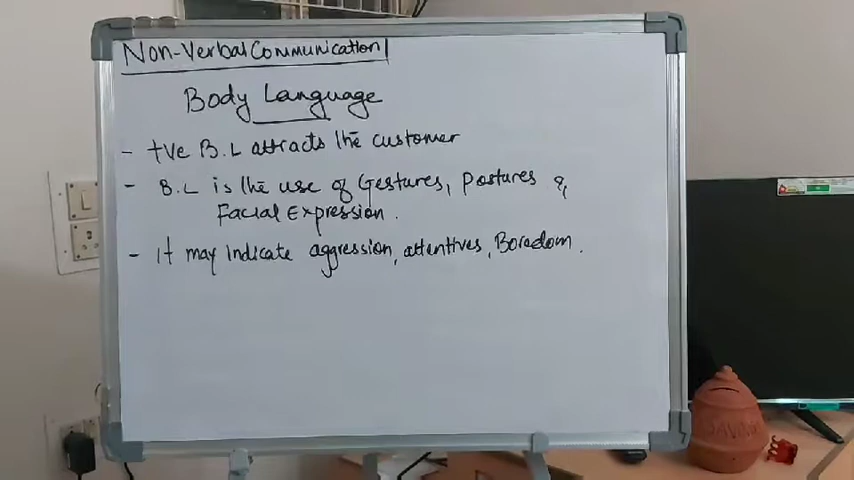 Non-Verbal Communication
Body Language
- +ve B.L attracts the customer
- B.L is the use of Gestures, postures &
Facial Expression.
- It may indicate aggression, attentives, Boredom.
SAVINGS